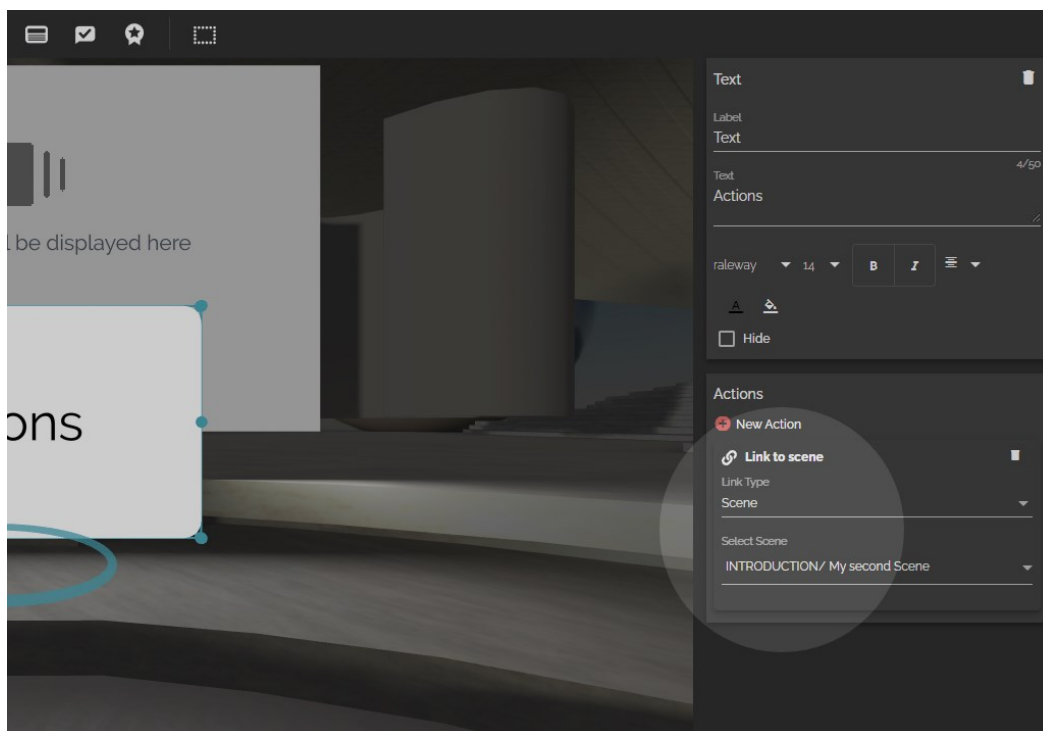 Text
Label
Text
4/50
Text
Actions
be displayed here
raleway 14 B I
A
Hide
ons
Actions
New Action
Link to scene
Link Type
Scene
Select Scene
INTRODUCTION/ My second Scene